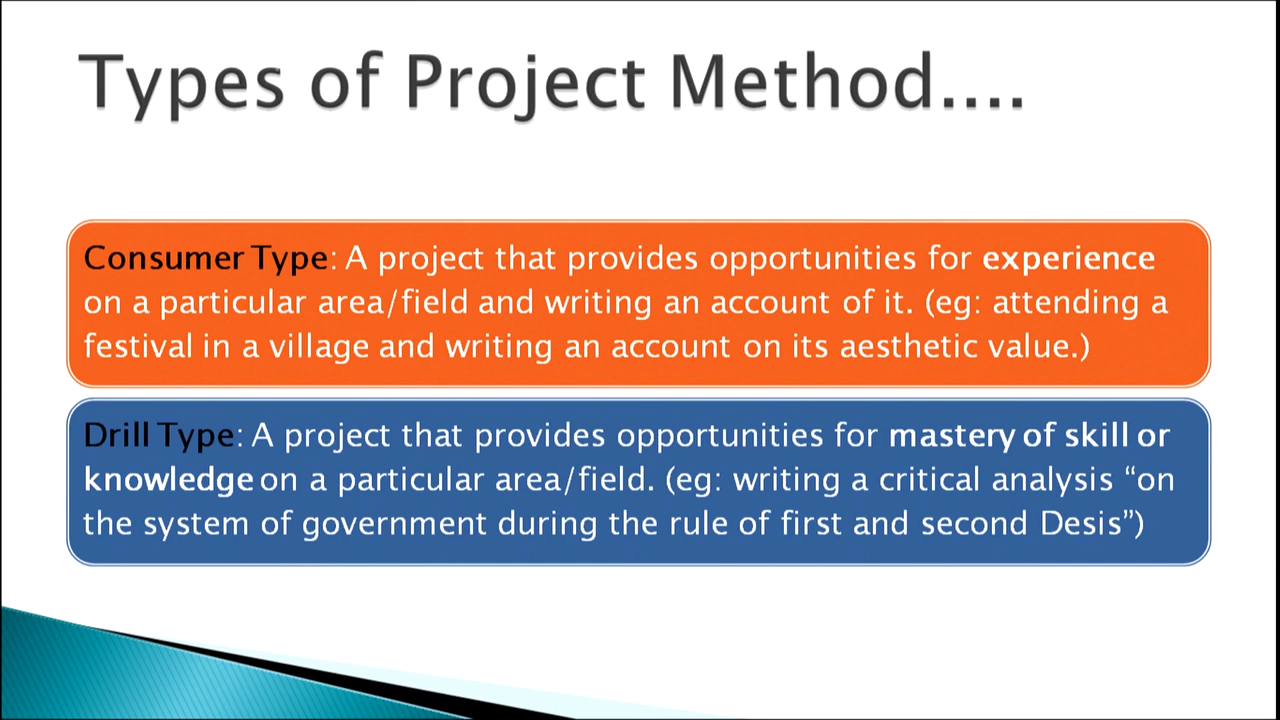 Types of Project Method....
Consumer Type: A project that provides opportunities for experience
on a particular area/field and writing an account of it. (eg: attending a
festival in a village and writing an account on its aesthetic value.)
Drill Type: A project that provides opportunities for mastery of skill or
knowledge on a particular area/field. (eg: writing a critical analysis “on
the system of government during the rule of first and second Desis”)